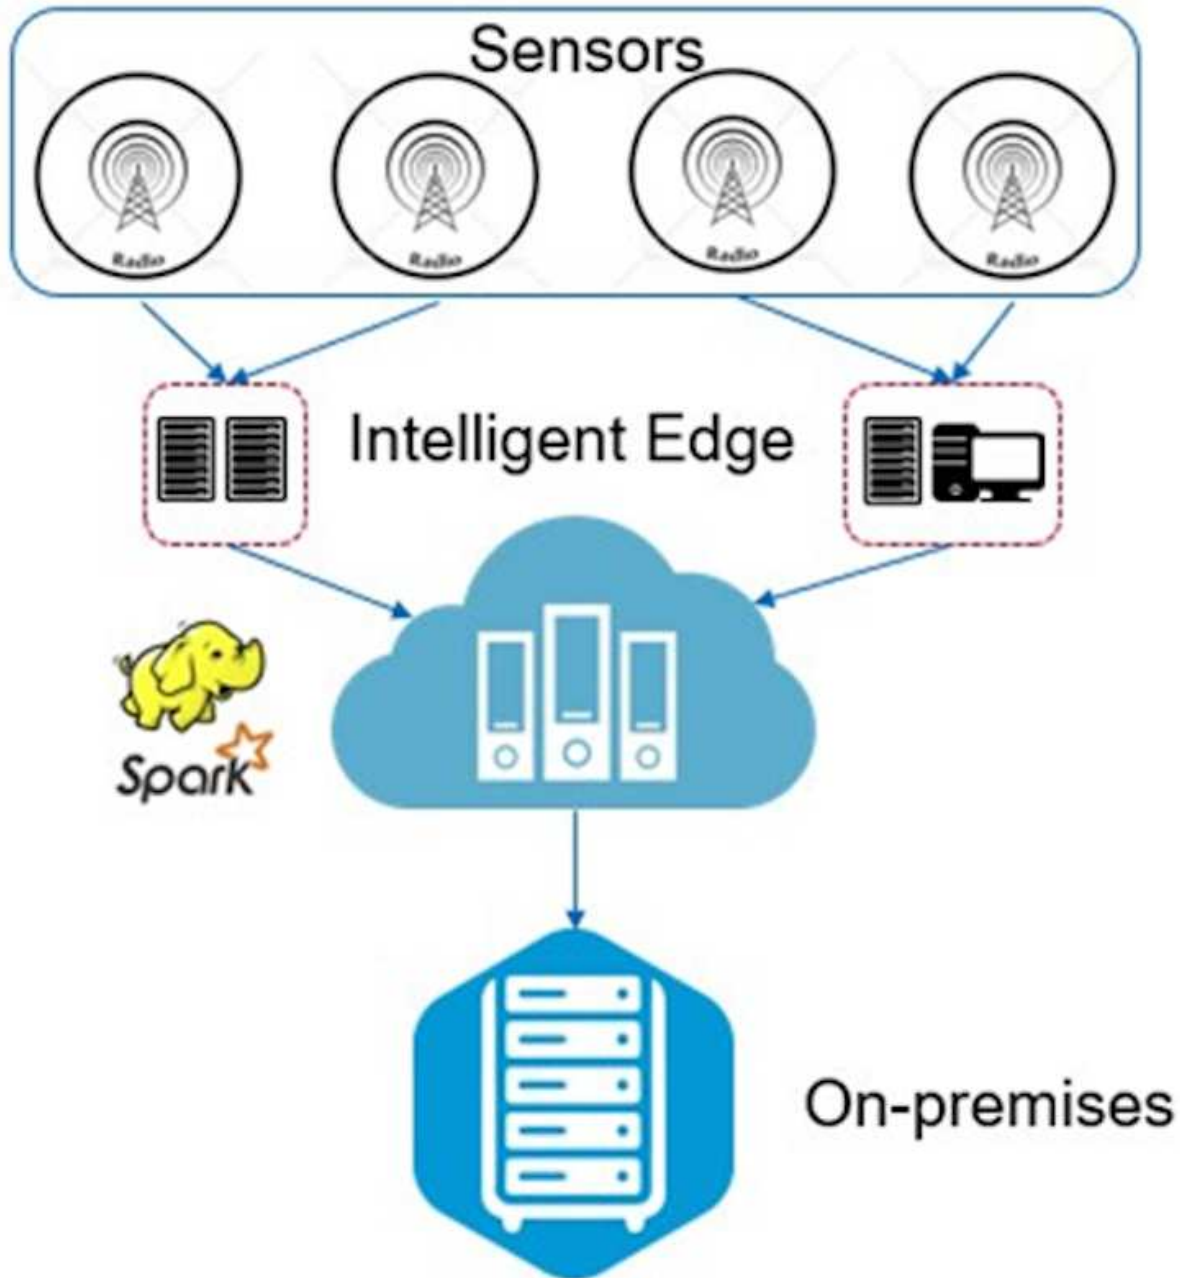 Sensors
Radio
Radio
Radio
Radio
Intelligent Edge
Spark
On-premises